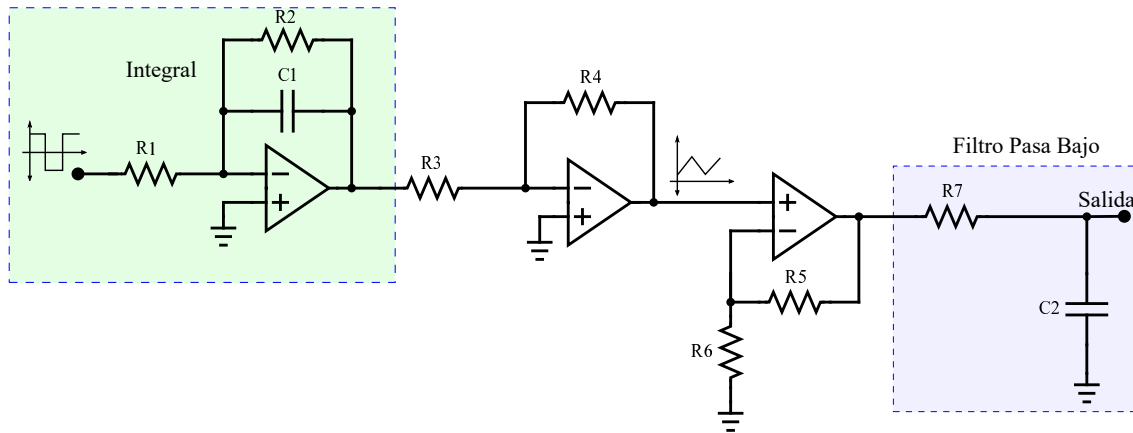 R2
Integral
C1
R1
R3
R4
R5
R6
Filtro Pasa Bajo
R7
Salida
C2